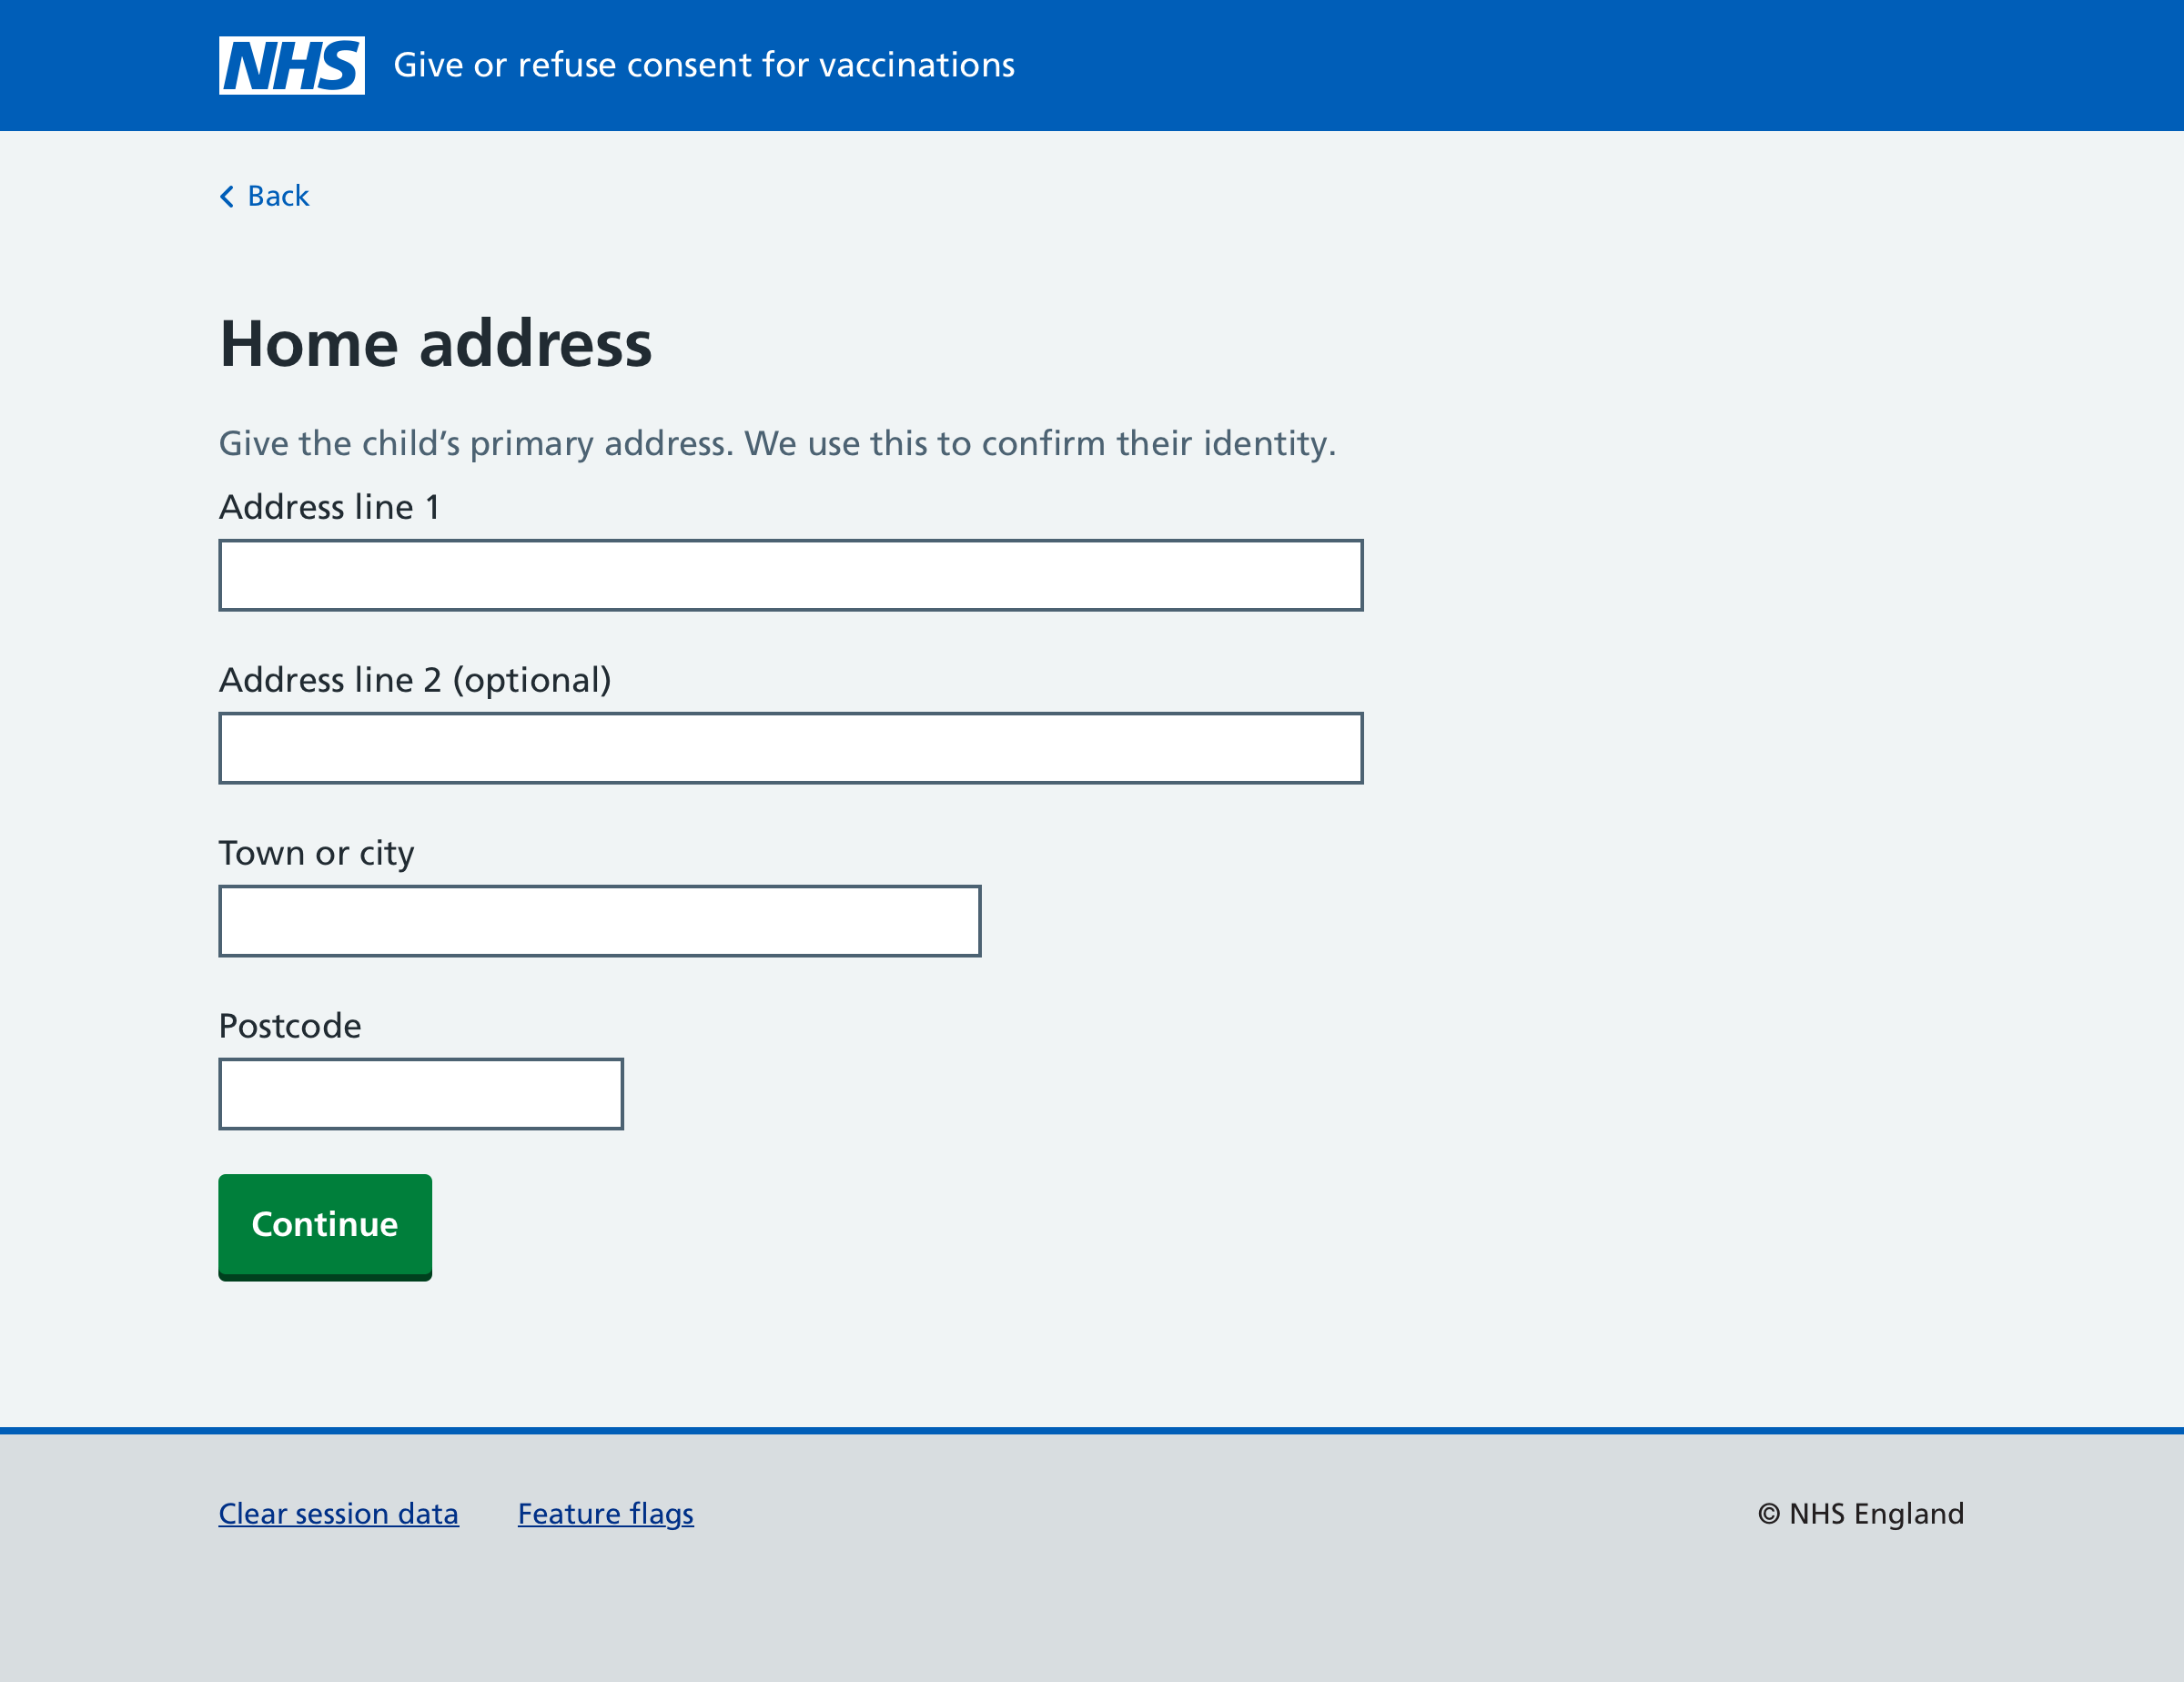 NHS Give or refuse consent for vaccinations
Back
Home address
Give the child’s primary address. We use this to confirm their identity.
Address line 1
Address line 2 (optional)
Town or city
Postcode
Continue
Clear session data Feature flags © NHS England